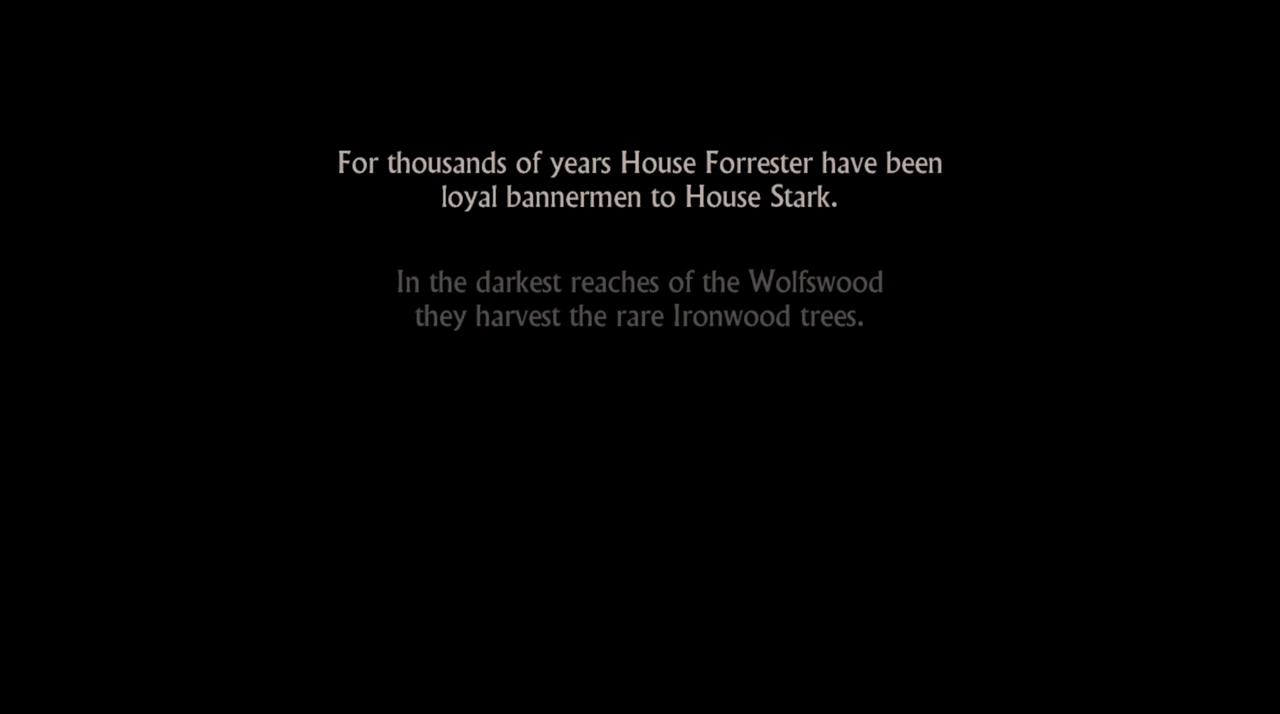 For thousands of years House Forrester have been
loyal bannermen to House Stark.
In the darkest reaches of the Wolfswood
they harvest the rare Ironwood trees.